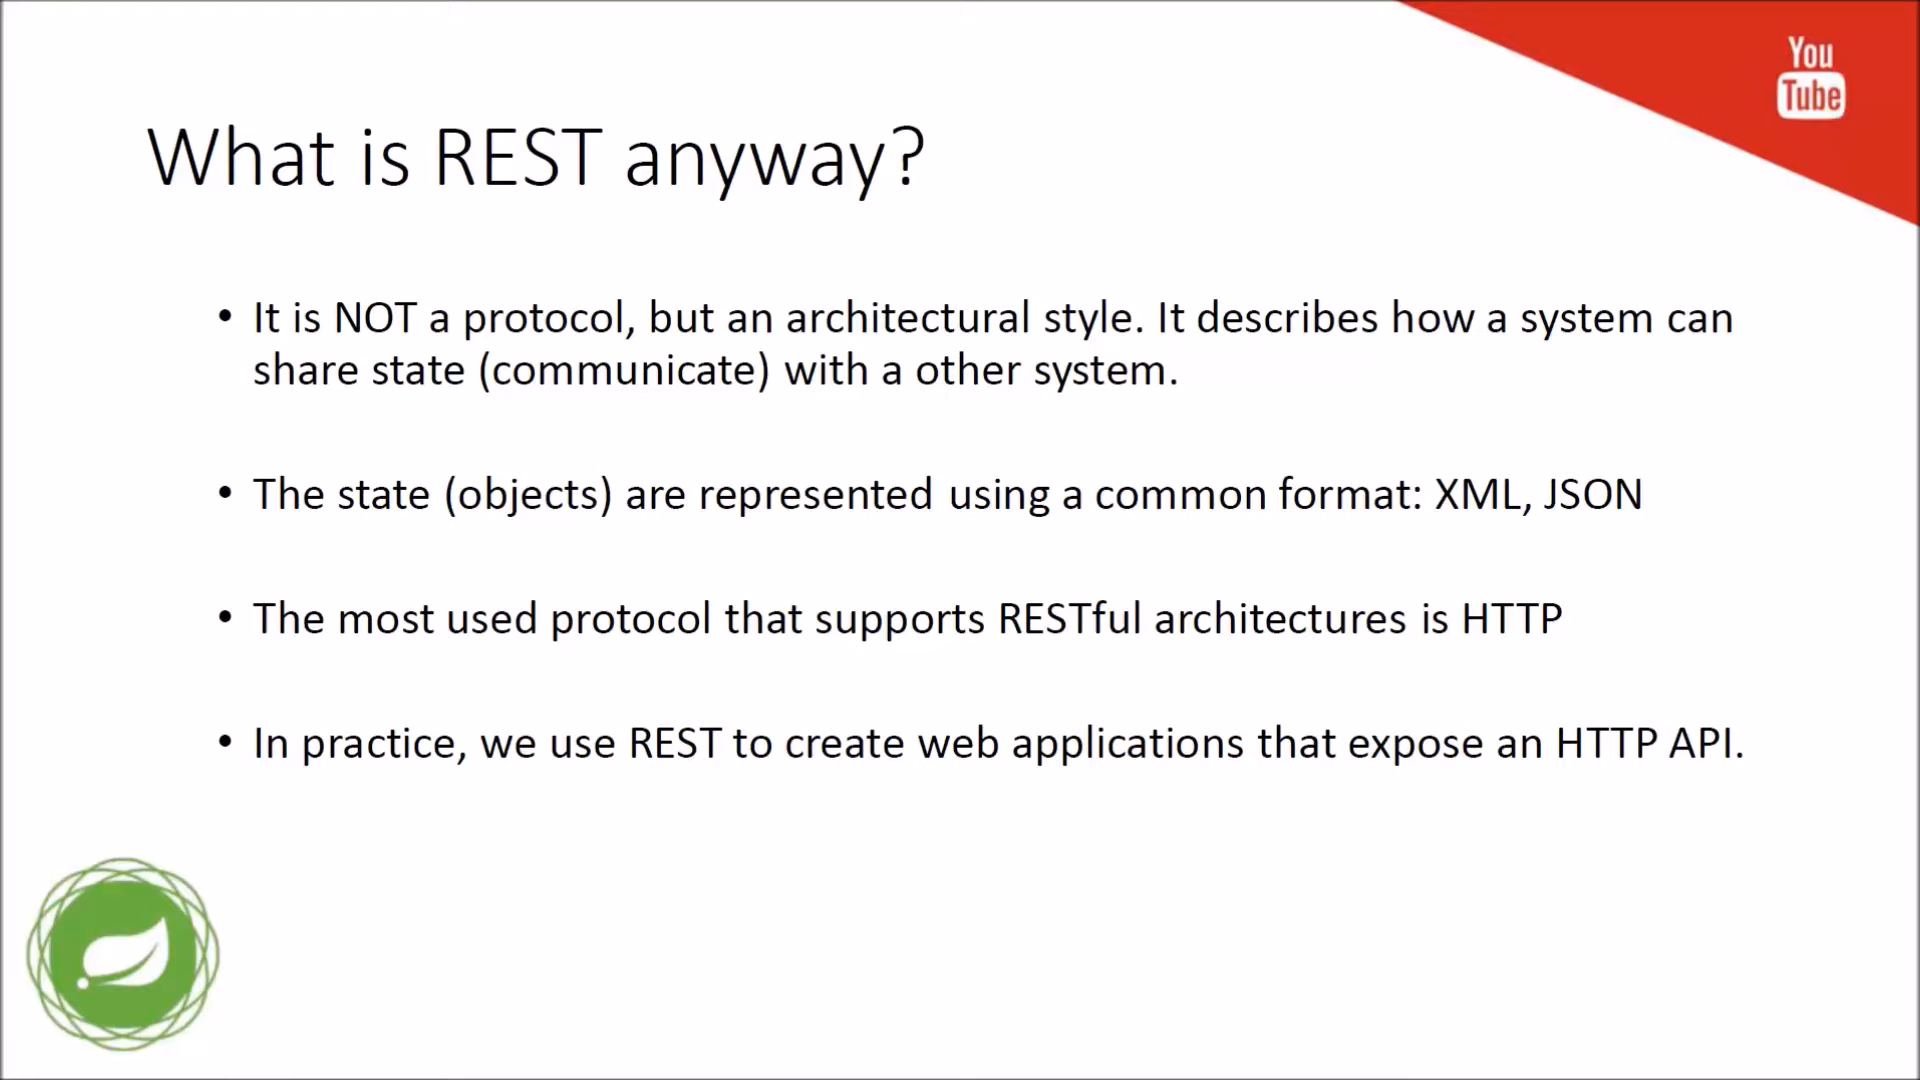 You
Tube
What is REST anyway?
• It is NOT a protocol, but an architectural style. It describes how a system can
share state (communicate) with a other system.
• The state (objects) are represented using a common format: XML, JSON
• The most used protocol that supports RESTful architectures is HTTP
• In practice, we use REST to create web applications that expose an HTTP API.